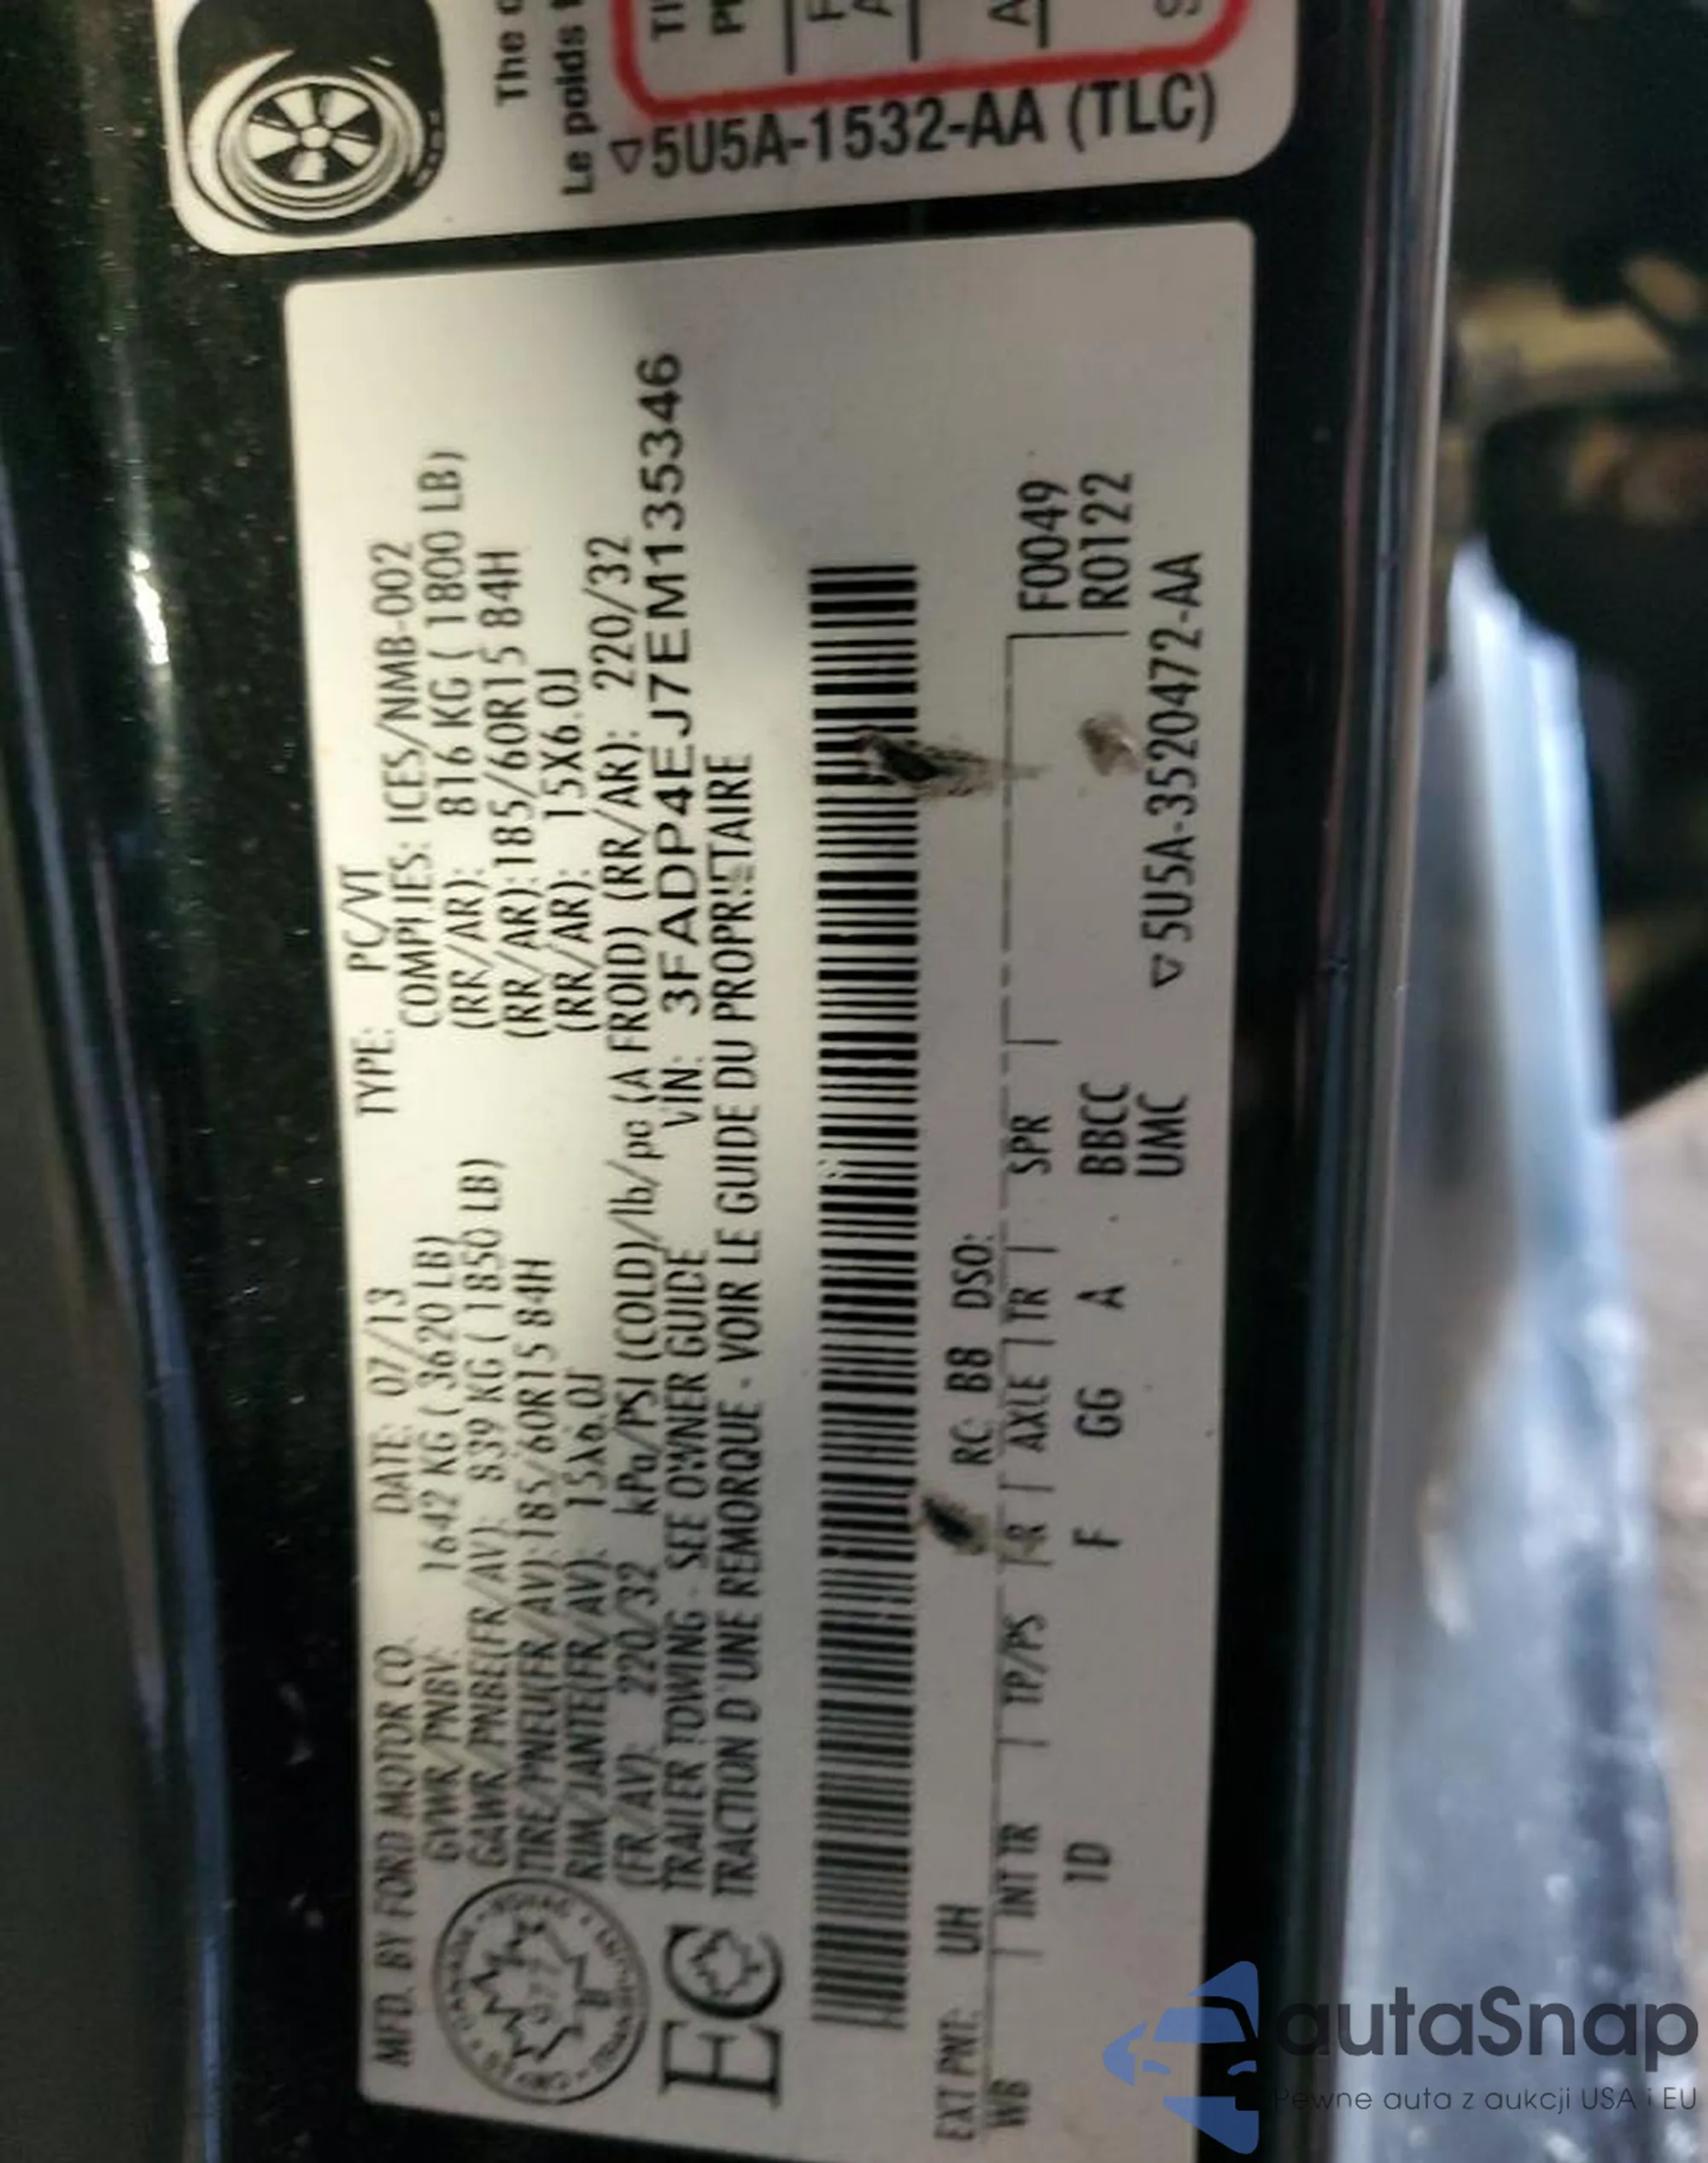 The
Le poids
▽5U5A-1532-AA (TLC)
MFD. BY FORD MOTOR CO. DATE: 07/13 TYPE: PC/VT
GVWR/PNBV: 1642 KG ( 3620 LB) COMPLIES: ICES/NMB-002
GAWR/PNBE(FR/AV): 839 KG ( 1850 LB) (RR/AR): 816 KG ( 1800 LB)
TIRE/PNEU(FR/AV):185/60R15 84H (RR/AR):185/60R15 84H
RIM/JANTE(FR/AV): 15X6.0J (RR/AR): 15X6.0J
(FR/AV): 220/32 kPa/PSI (COLD)/lb/pc (A FROID) (RR/AR): 220/32
TRAILER TOWING - SEE OWNER GUIDE VIN: 3FADP4EJ7EM135346
TRACTION D'UNE REMORQUE - VOIR LE GUIDE DU PROPRIETAIRE
EC
EXT PNT: UH RC: B8 DSO:
WB INT TR TP/PS R AXLE TR SPR F0049
1D F GG A BBCC R0122
UMC ▽5U5A-3520472-AA
autaSnap
Pewne auta z aukcji USA i EU